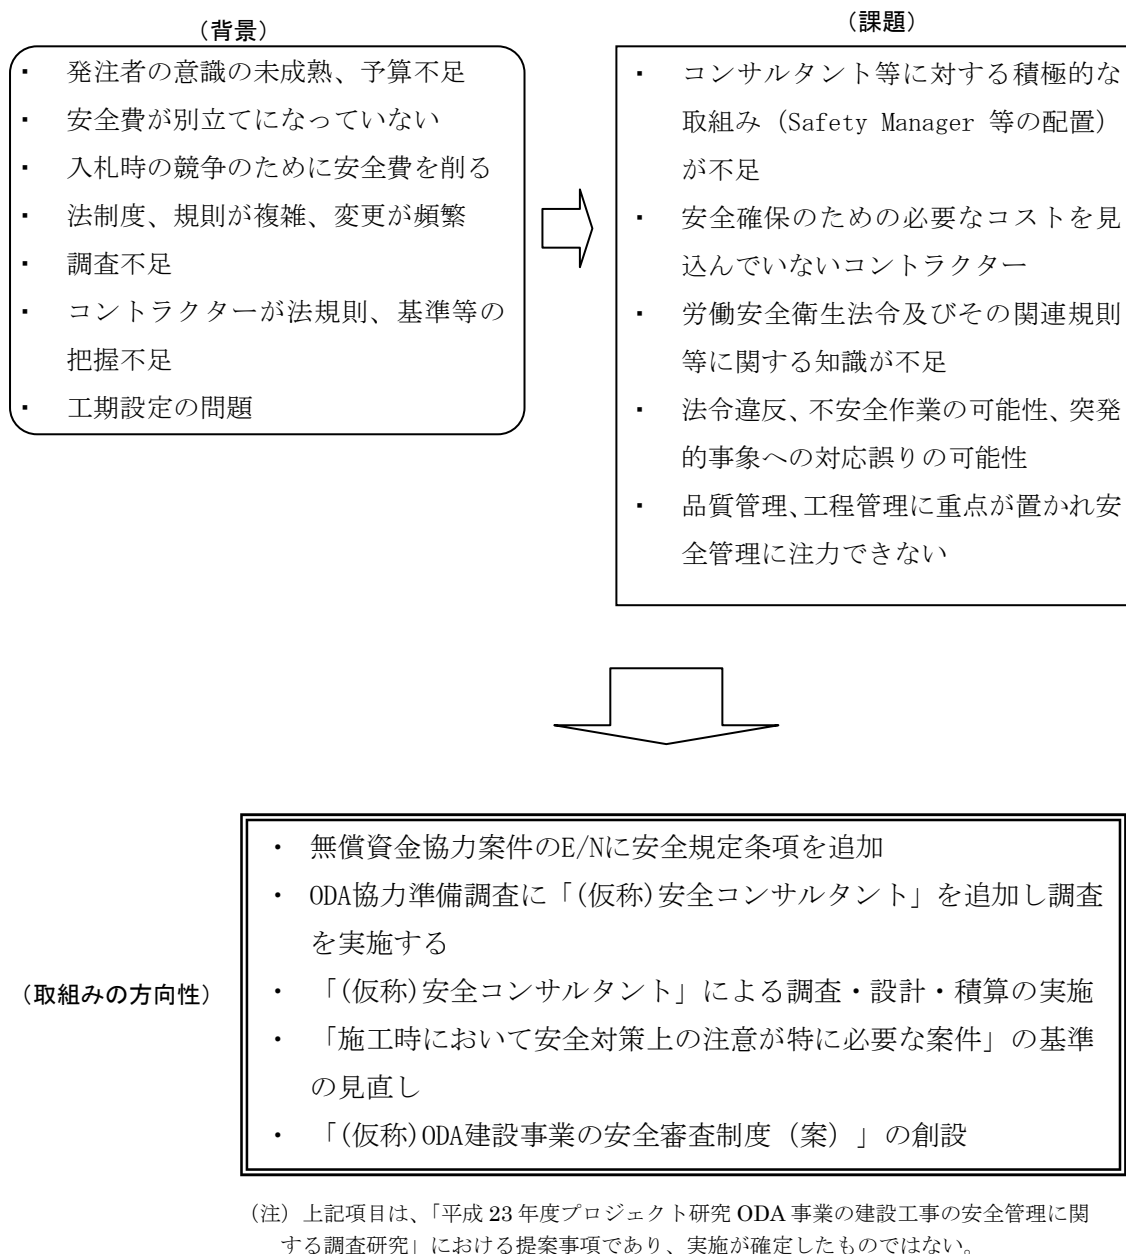 （背景）
・ 発注者の意識の未成熟、予算不足
・ 安全費が別立てになっていない
・ 入札時の競争のために安全費を削る
・ 法制度、規則が複雑、変更が頻繁
・ 調査不足
・ コントラクターが法規則、基準等の
把握不足
・ 工期設定の問題
（課題）
・ コンサルタント等に対する積極的な
取組み（Safety Manager 等の配置）
が不足
・ 安全確保のための必要なコストを見
込んでいないコントラクター
・ 労働安全衛生法令及びその関連規則
等に関する知識が不足
・ 法令違反、不安全作業の可能性、突発
的事象への対応誤りの可能性
・ 品質管理、工程管理に重点が置かれ安
全管理に注力できない
（取組みの方向性）
・ 無償資金協力案件のE/Nに安全規定条項を追加
・ ODA協力準備調査に「(仮称)安全コンサルタント」を追加し調査
を実施する
・ 「(仮称)安全コンサルタント」による調査・設計・積算の実施
・ 「施工時において安全対策上の注意が特に必要な案件」の基準
の見直し
・ 「(仮称)ODA建設事業の安全審査制度（案）」の創設
（注）上記項目は、「平成 23 年度プロジェクト研究 ODA 事業の建設工事の安全管理に関
する調査研究」における提案事項であり、実施が確定したものではない。